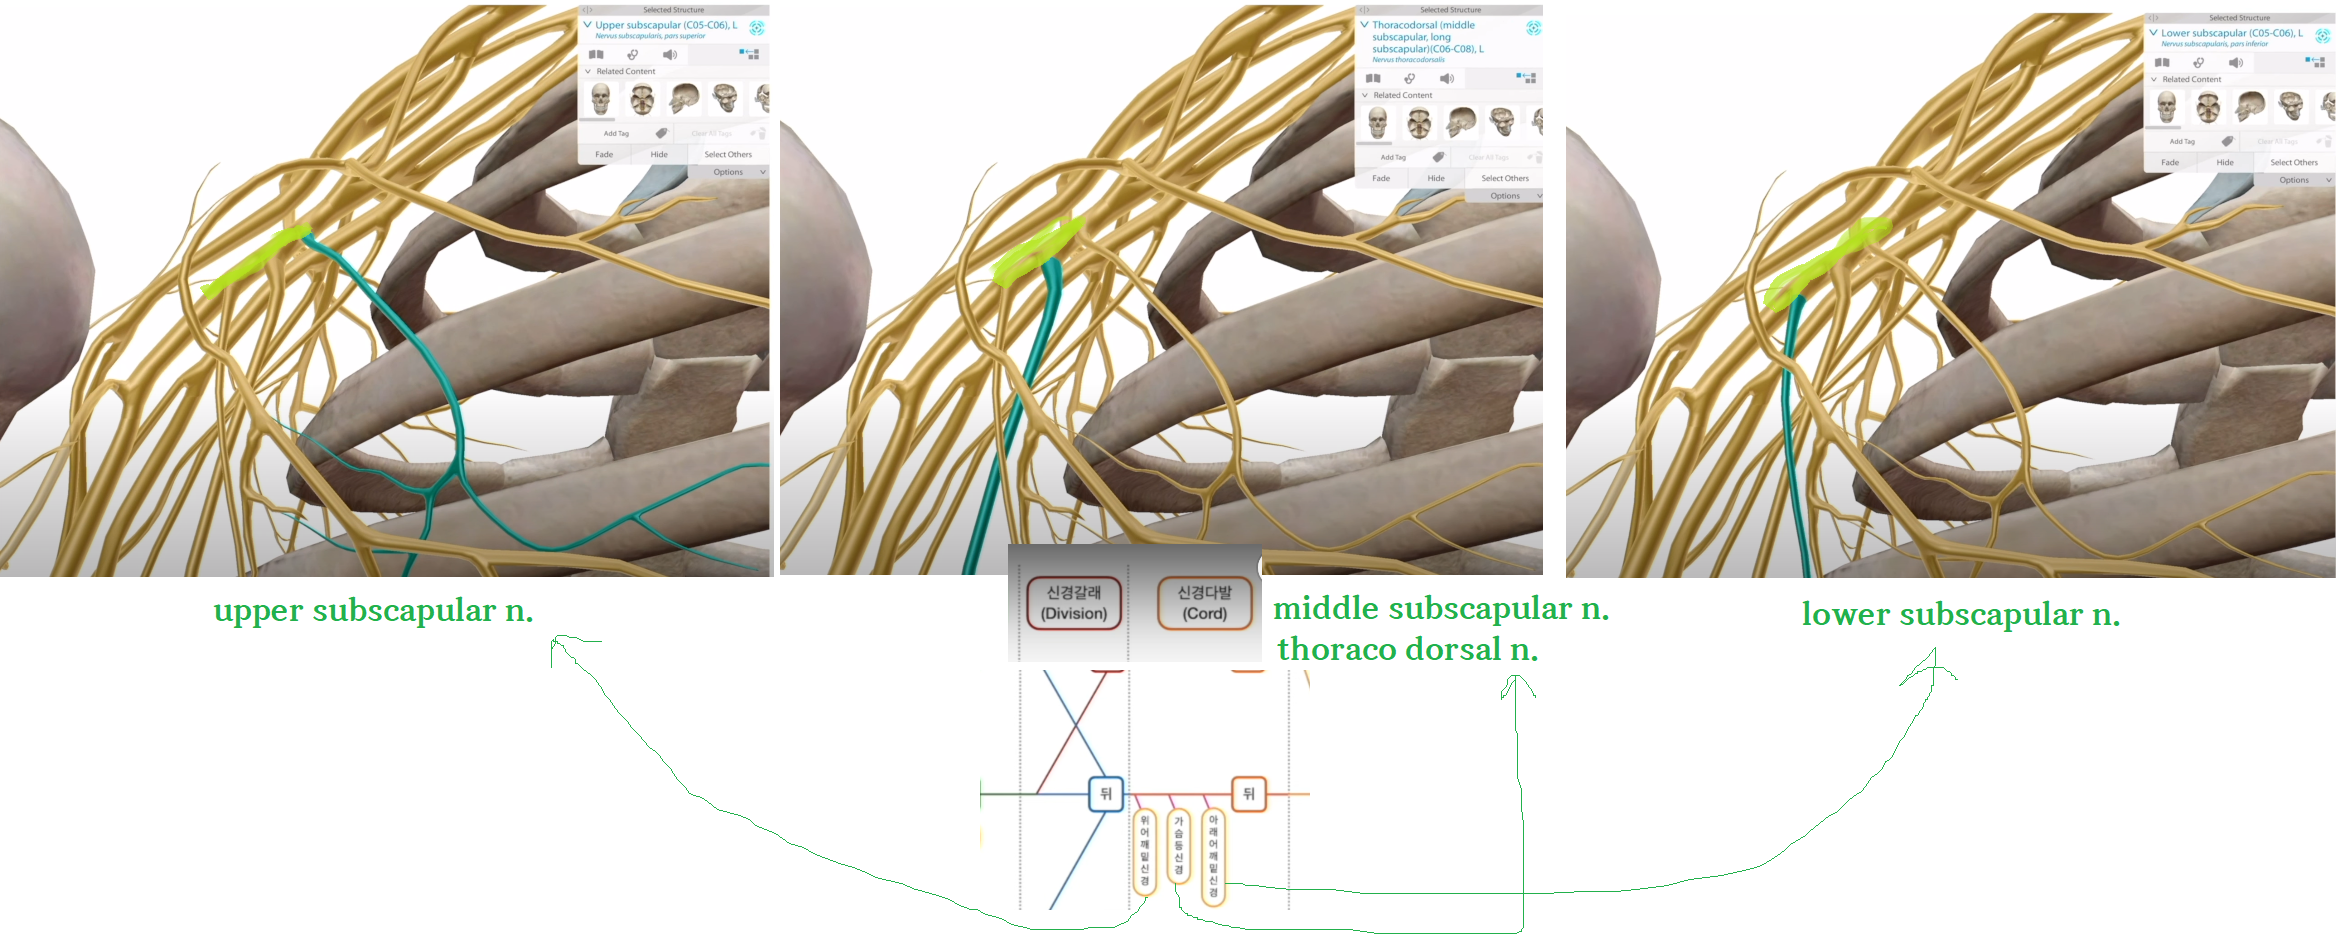 Selected Structure
Upper subscapular (C05-C06), L
Nervus subscapularis, pars superior
Related Content
Add Tag
Clear All Tags
Fade
Hide
Select Others
Options
Selected Structure
Thoracodorsal (middle
subscapular, long
subscapular)(C06-C08), L
Nervus thoracodorsalis
Related Content
Add Tag
Clear All Tags
Fade
Hide
Select Others
Options
Selected Structure
Lower subscapular (C05-C06), L
Nervus subscapularis, pars inferior
Related Content
Add Tag
Clear All Tags
Fade
Hide
Select Others
Options
upper subscapular n.
신경갈래
(Division)
신경다발
(Cord)
middle subscapular n.
thoraco dorsal n.
lower subscapular n.
뒤
뒤
위어깨밑신경
가슴등신경
아래어깨밑신경